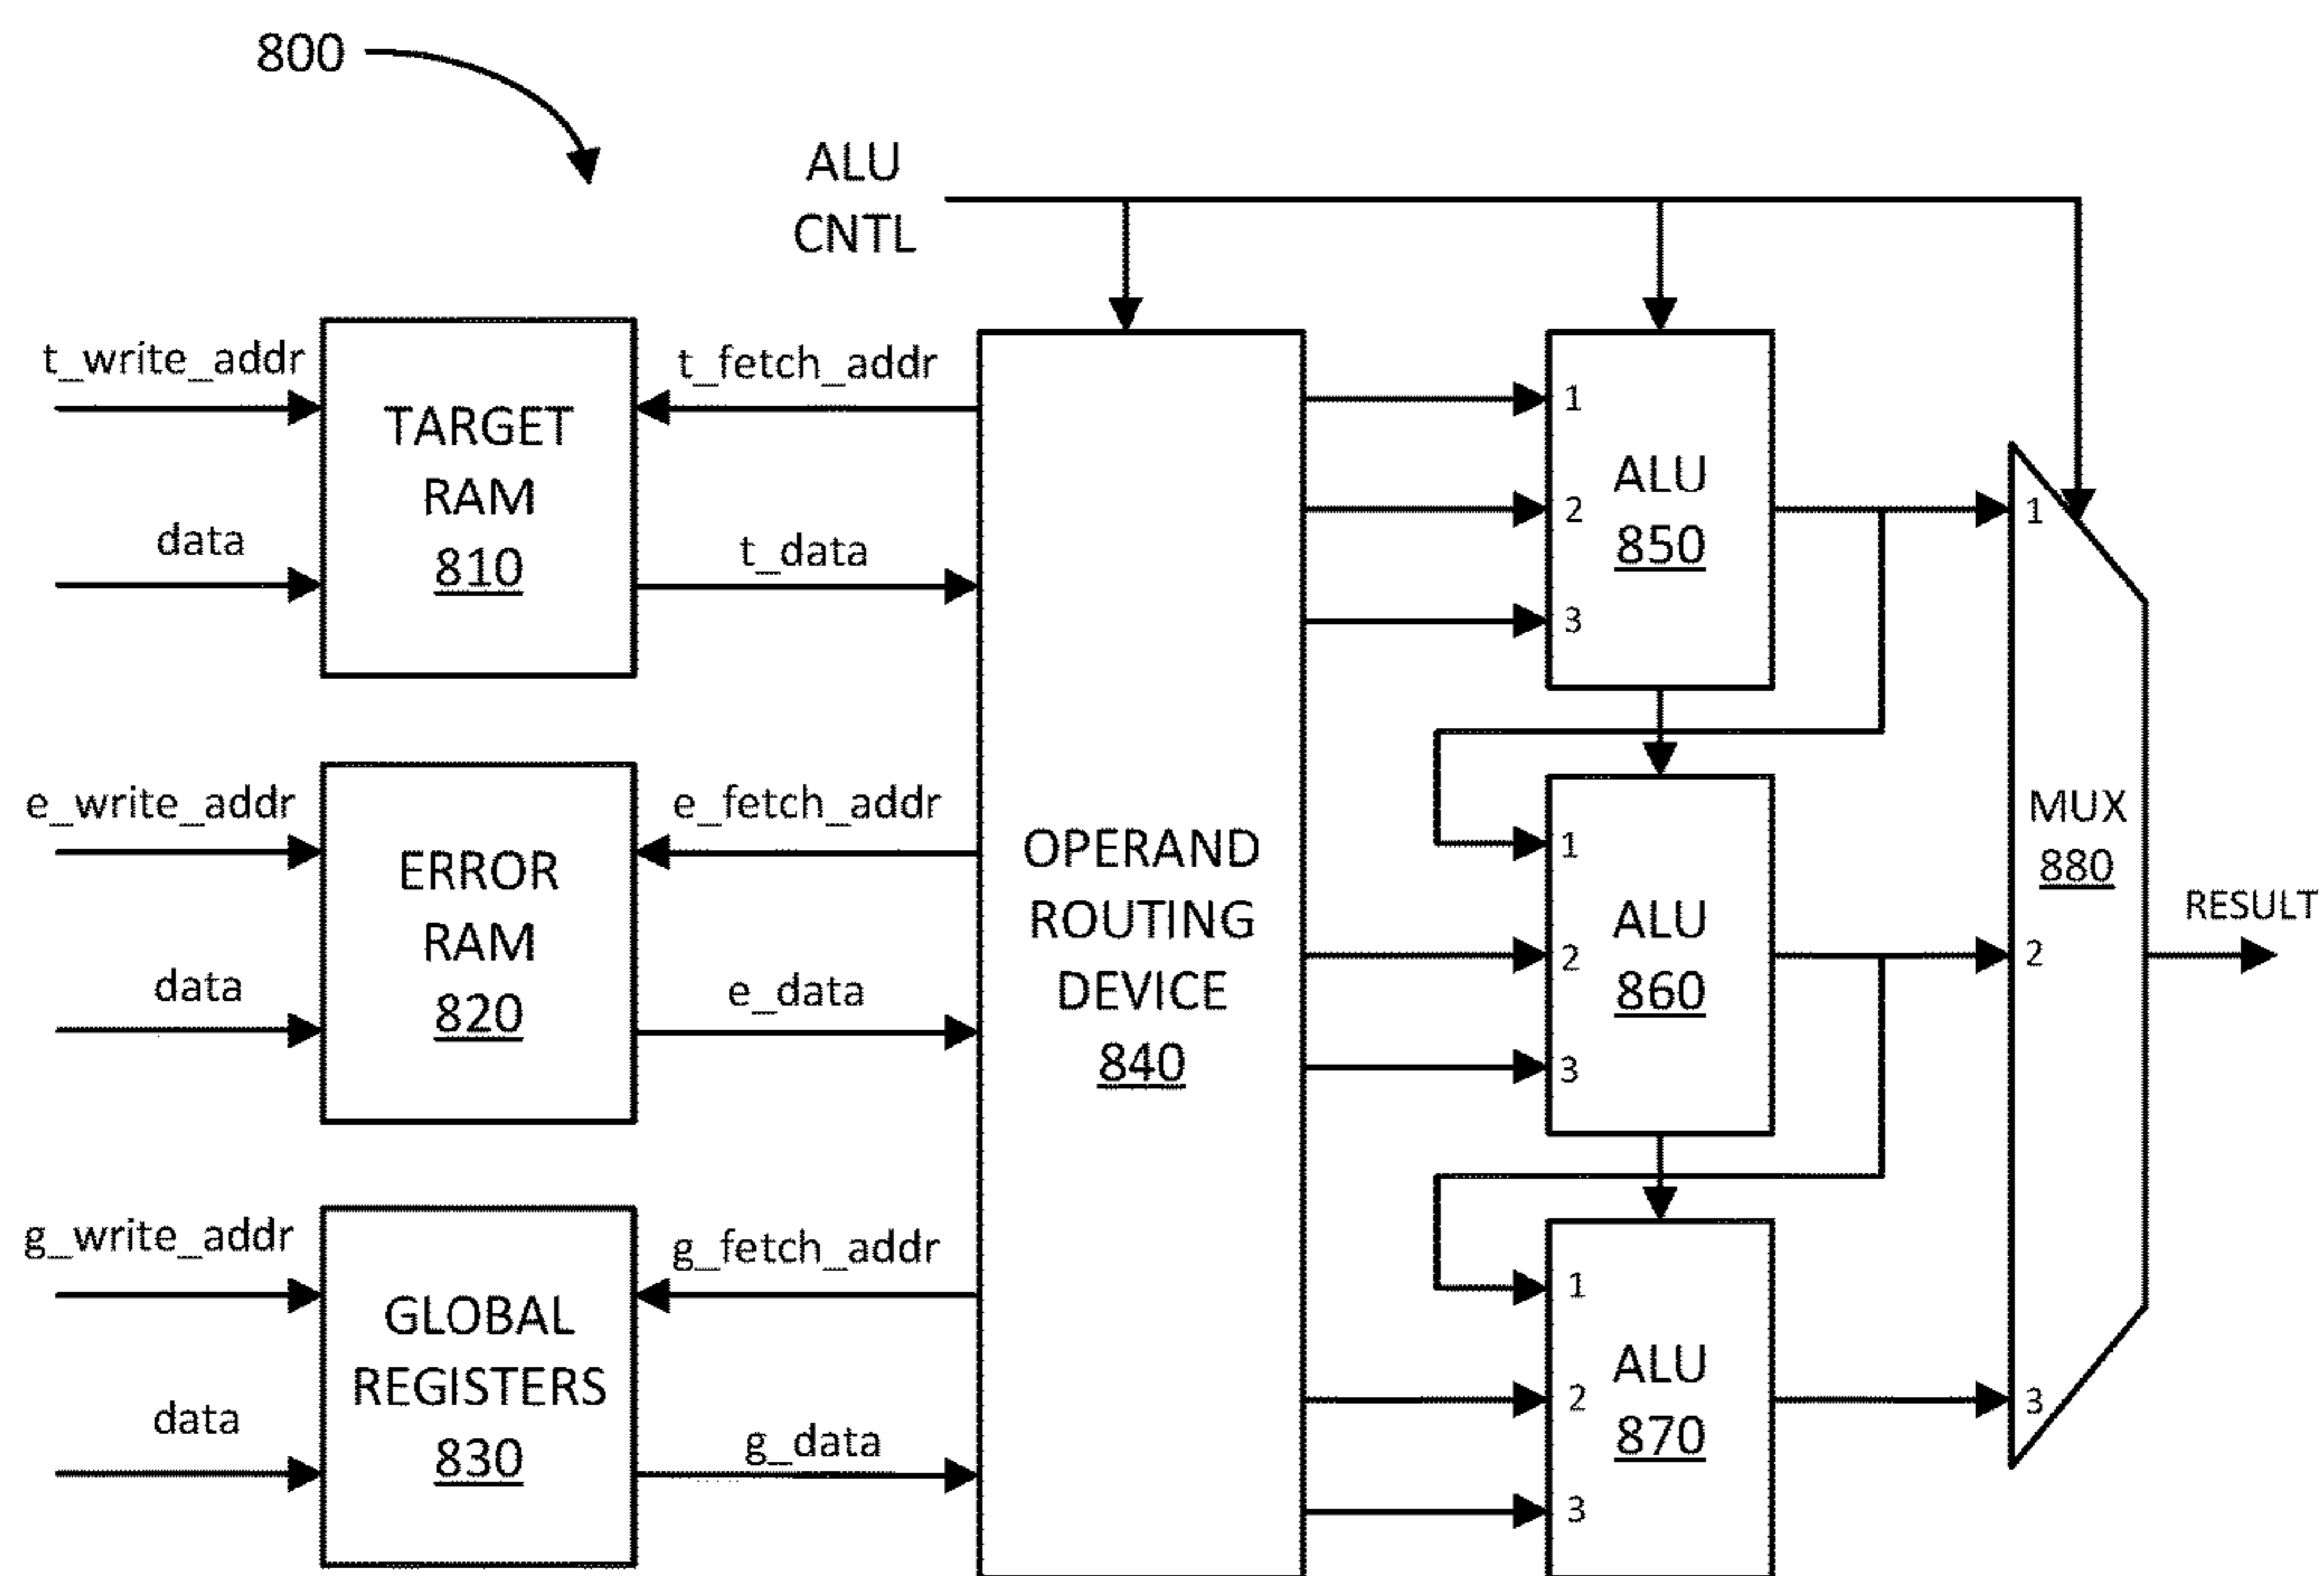 800
ALU
CNTL
t_write_addr
data
TARGET
RAM
810
t_fetch_addr
t_data
e_write_addr
data
ERROR
RAM
820
e_fetch_addr
e_data
g_write_addr
data
GLOBAL
REGISTERS
830
g_fetch_addr
g_data
OPERAND
ROUTING
DEVICE
840
1
2
3
ALU
850
1
2
3
ALU
860
1
2
3
ALU
870
1
2
3
MUX
880
RESULT